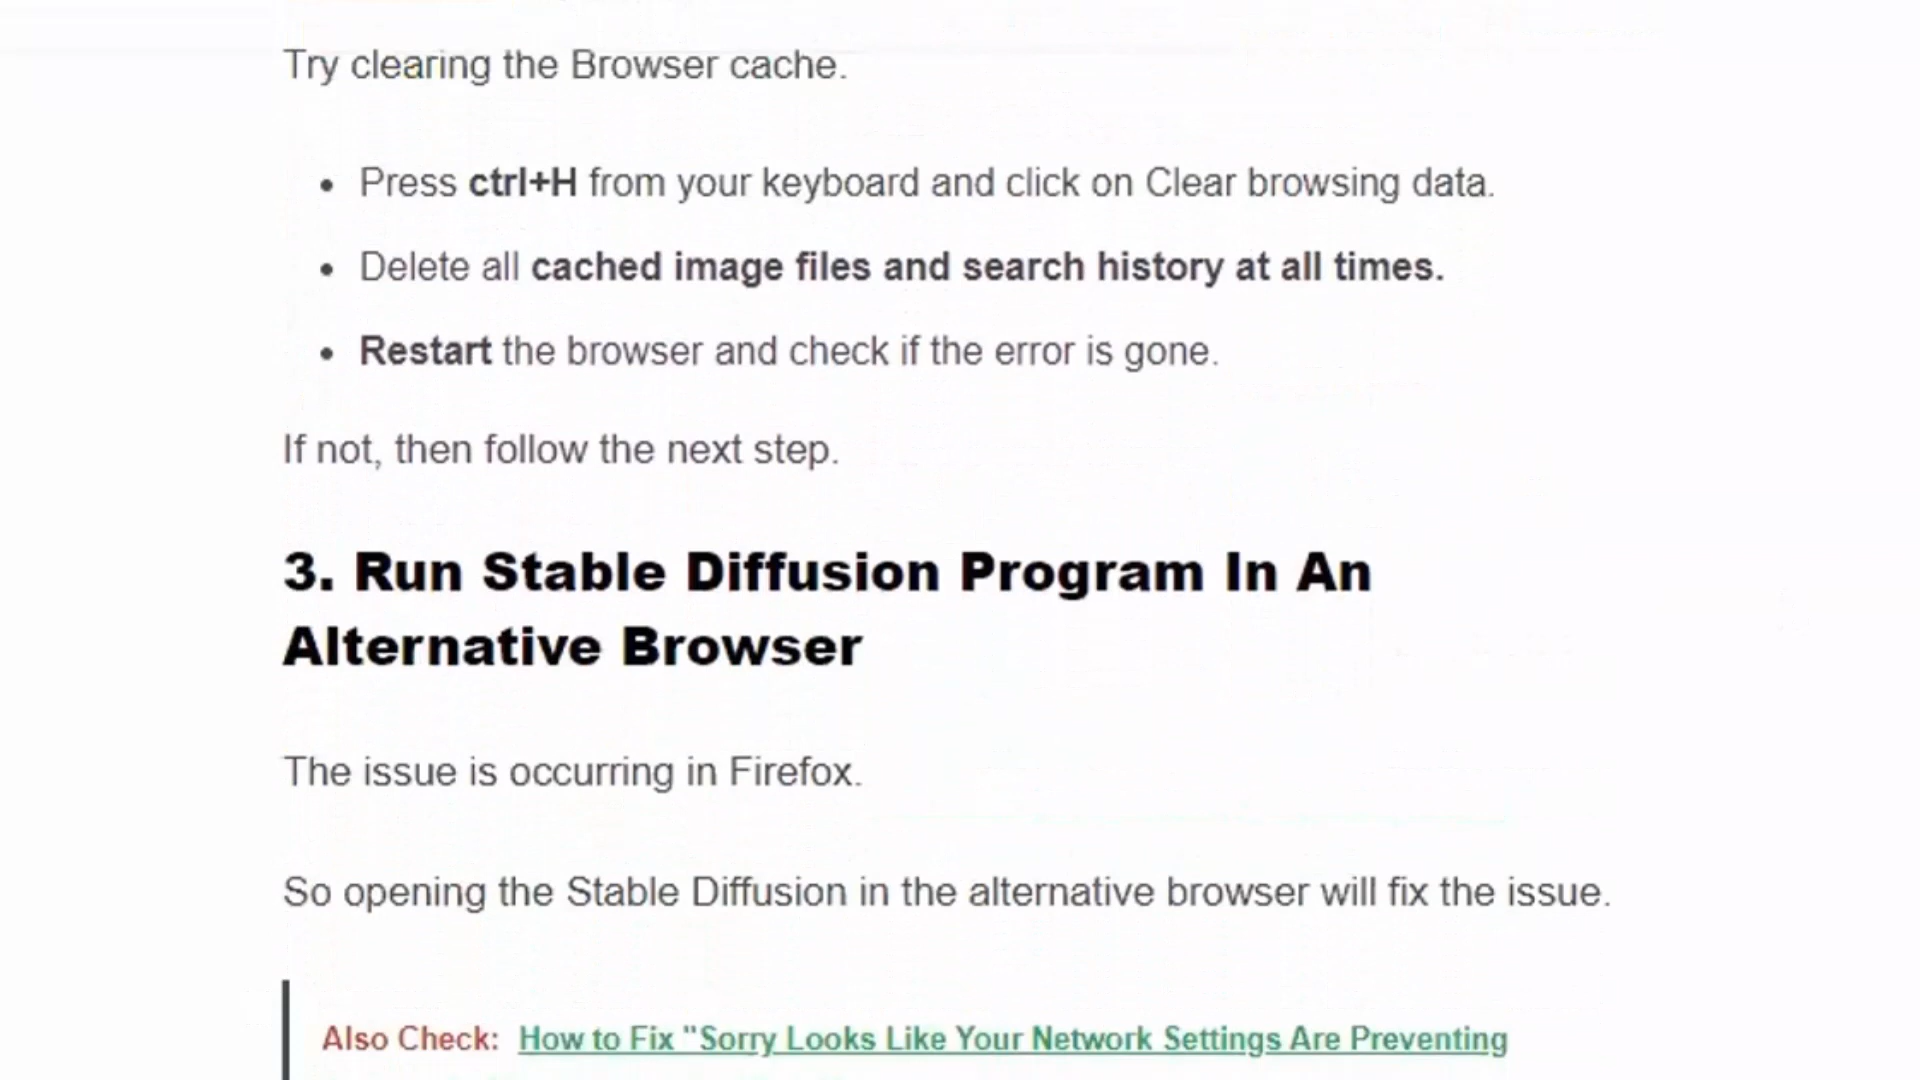 Try clearing the Browser cache.
• Press ctrl+H from your keyboard and click on Clear browsing data.
• Delete all cached image files and search history at all times.
• Restart the browser and check if the error is gone.
If not, then follow the next step.
3. Run Stable Diffusion Program In An
Alternative Browser
The issue is occurring in Firefox.
So opening the Stable Diffusion in the alternative browser will fix the issue.
Also Check: How to Fix "Sorry Looks Like Your Network Settings Are Preventing